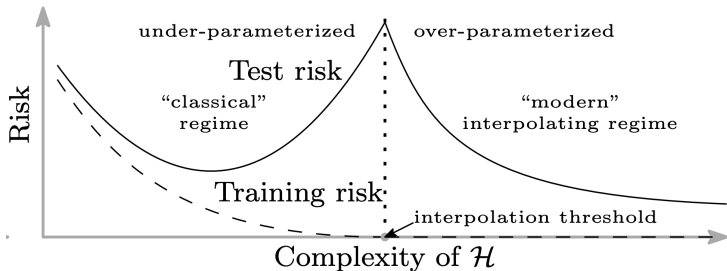 under-parameterized
over-parameterized
Test risk
“classical”
regime
“modern”
interpolating regime
Risk
Training risk
interpolation threshold
Complexity of ℋ